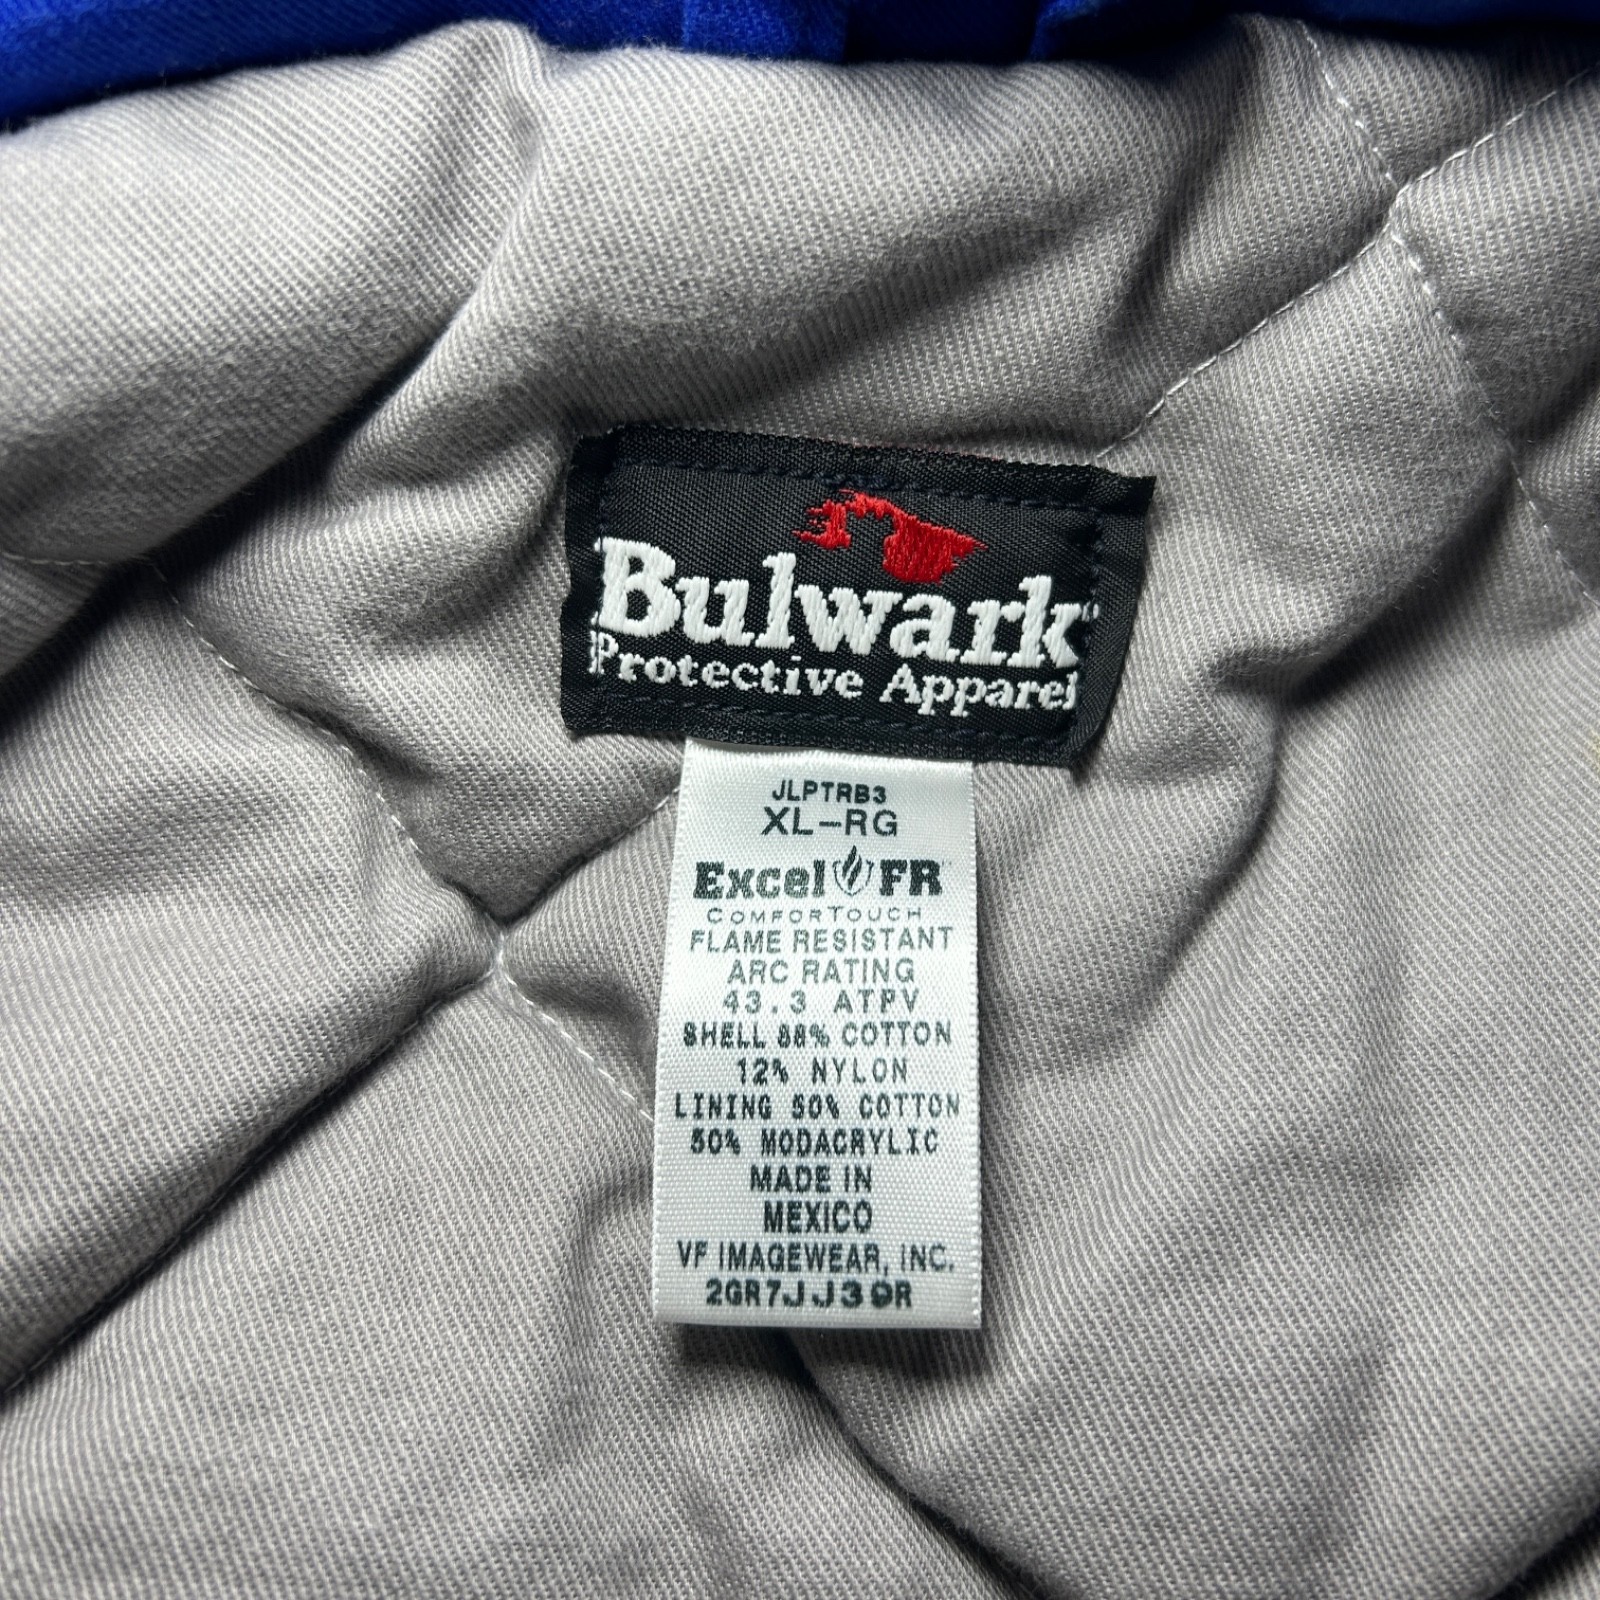 Bulwark
Protective Apparel
JLPTRB3
XL-RG
Excel FR
COMFORTOUCH
FLAME RESISTANT
ARC RATING
43.3 ATPV
SHELL 88% COTTON
12% NYLON
LINING 50% COTTON
50% MODACRYLIC
MADE IN
MEXICO
VF IMAGEWEAR, INC.